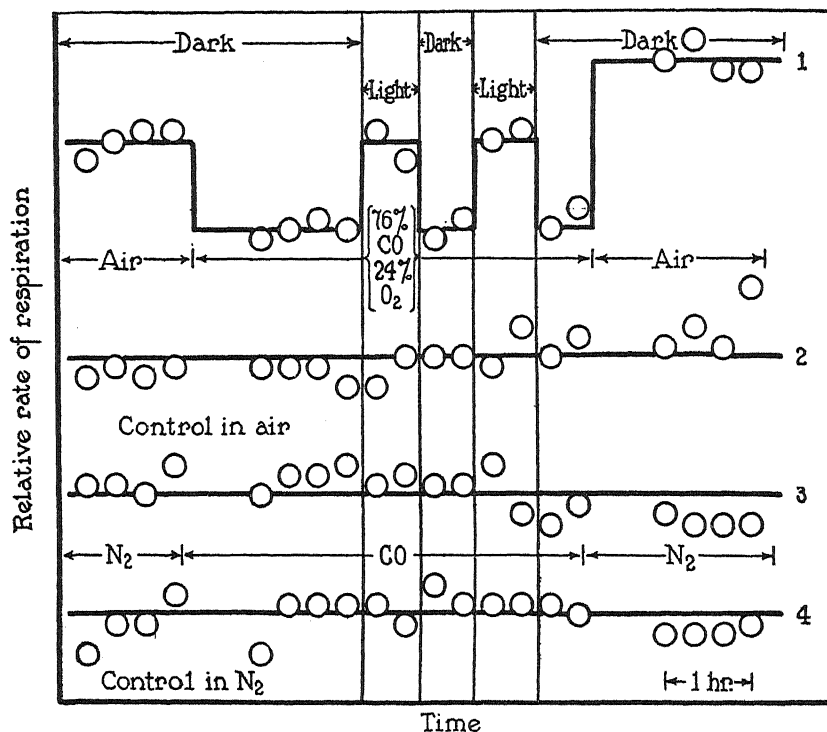 Dark
Dark
Dark
1
Light
Light
76%
CO
24%
O2
Air
Air
2
Control in air
3
N2
CO
N2
4
Control in N2
1 hr.
Time
Relative rate of respiration